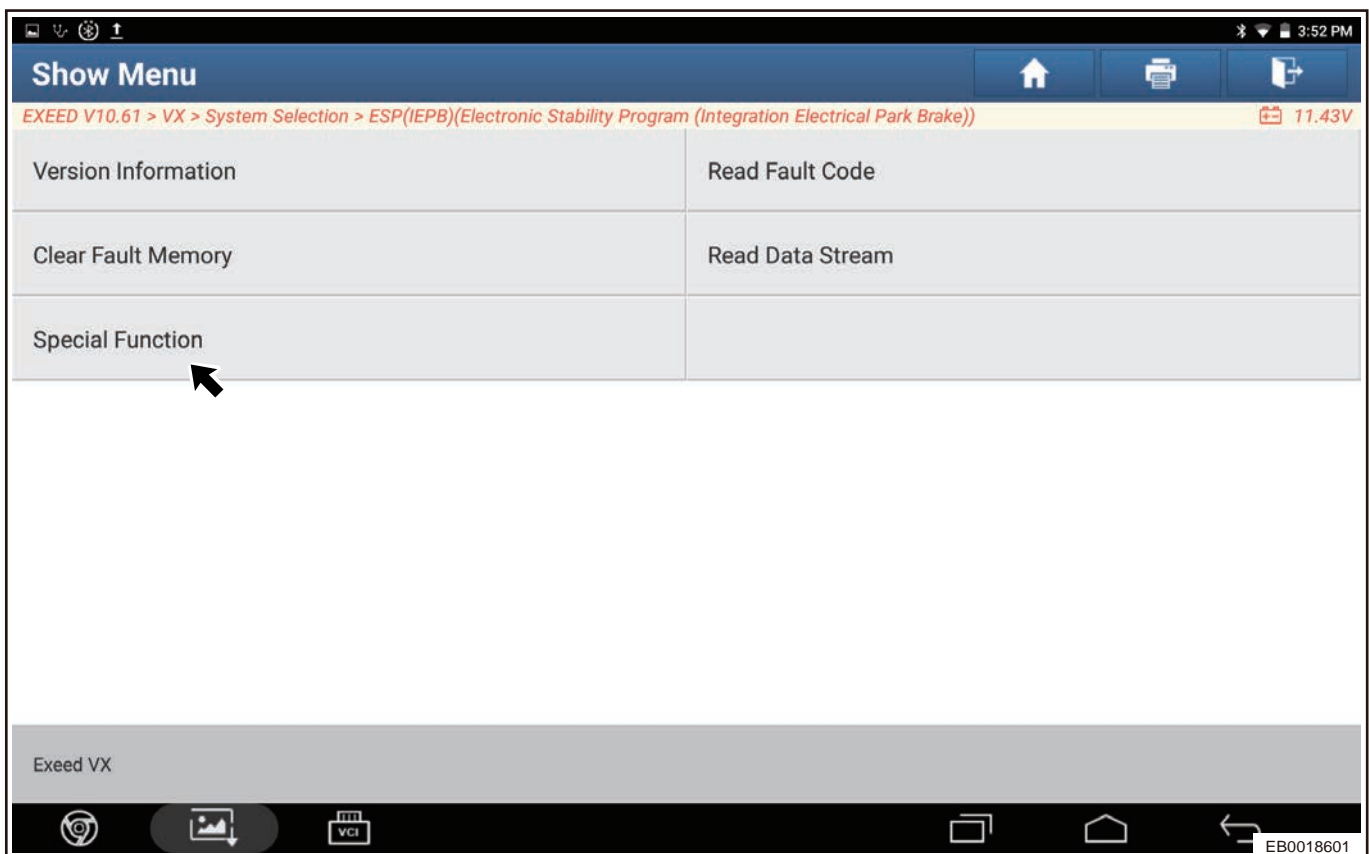 3:52 PM
Show Menu
EXEED V10.61 > VX > System Selection > ESP(IEPB)(Electronic Stability Program (Integration Electrical Park Brake))
11.43V
Version Information
Read Fault Code
Clear Fault Memory
Read Data Stream
Special Function
Exeed VX
VCI
EB0018601